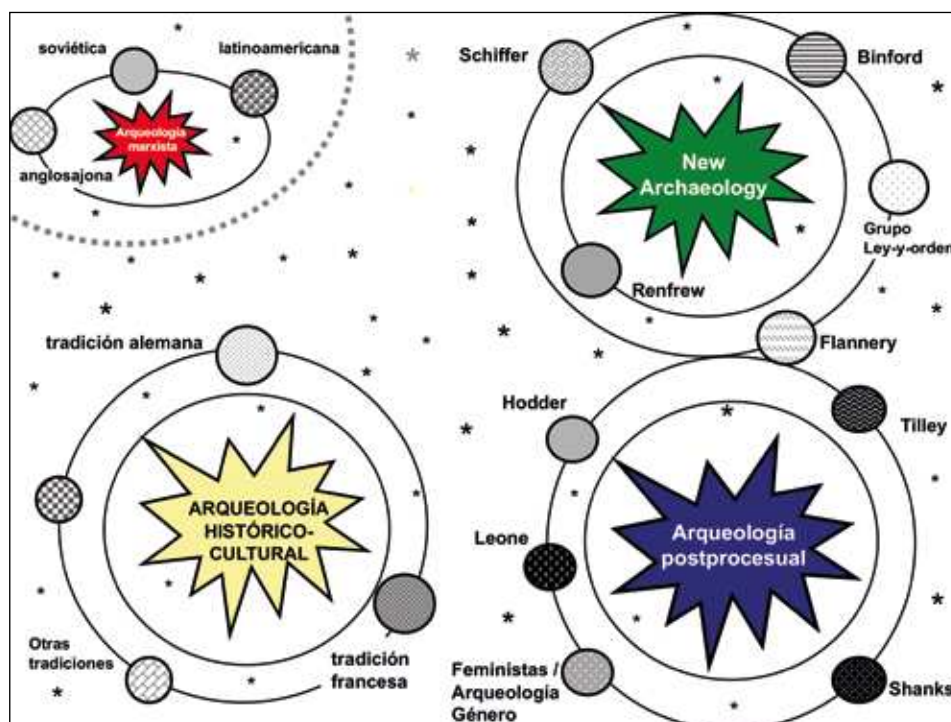 soviética
latinoamericana
Arqueología
marxista
anglosajona
Schiffer
Binford
New
Archaeology
Grupo
Ley-y-orden
Renfrew
Flannery
tradición alemana
ARQUEOLOGÍA
HISTÓRICO-
CULTURAL
Otras
tradiciones
tradición
francesa
Hodder
Tilley
Leone
Arqueología
postprocesual
Feministas /
Arqueología
Género
Shanks